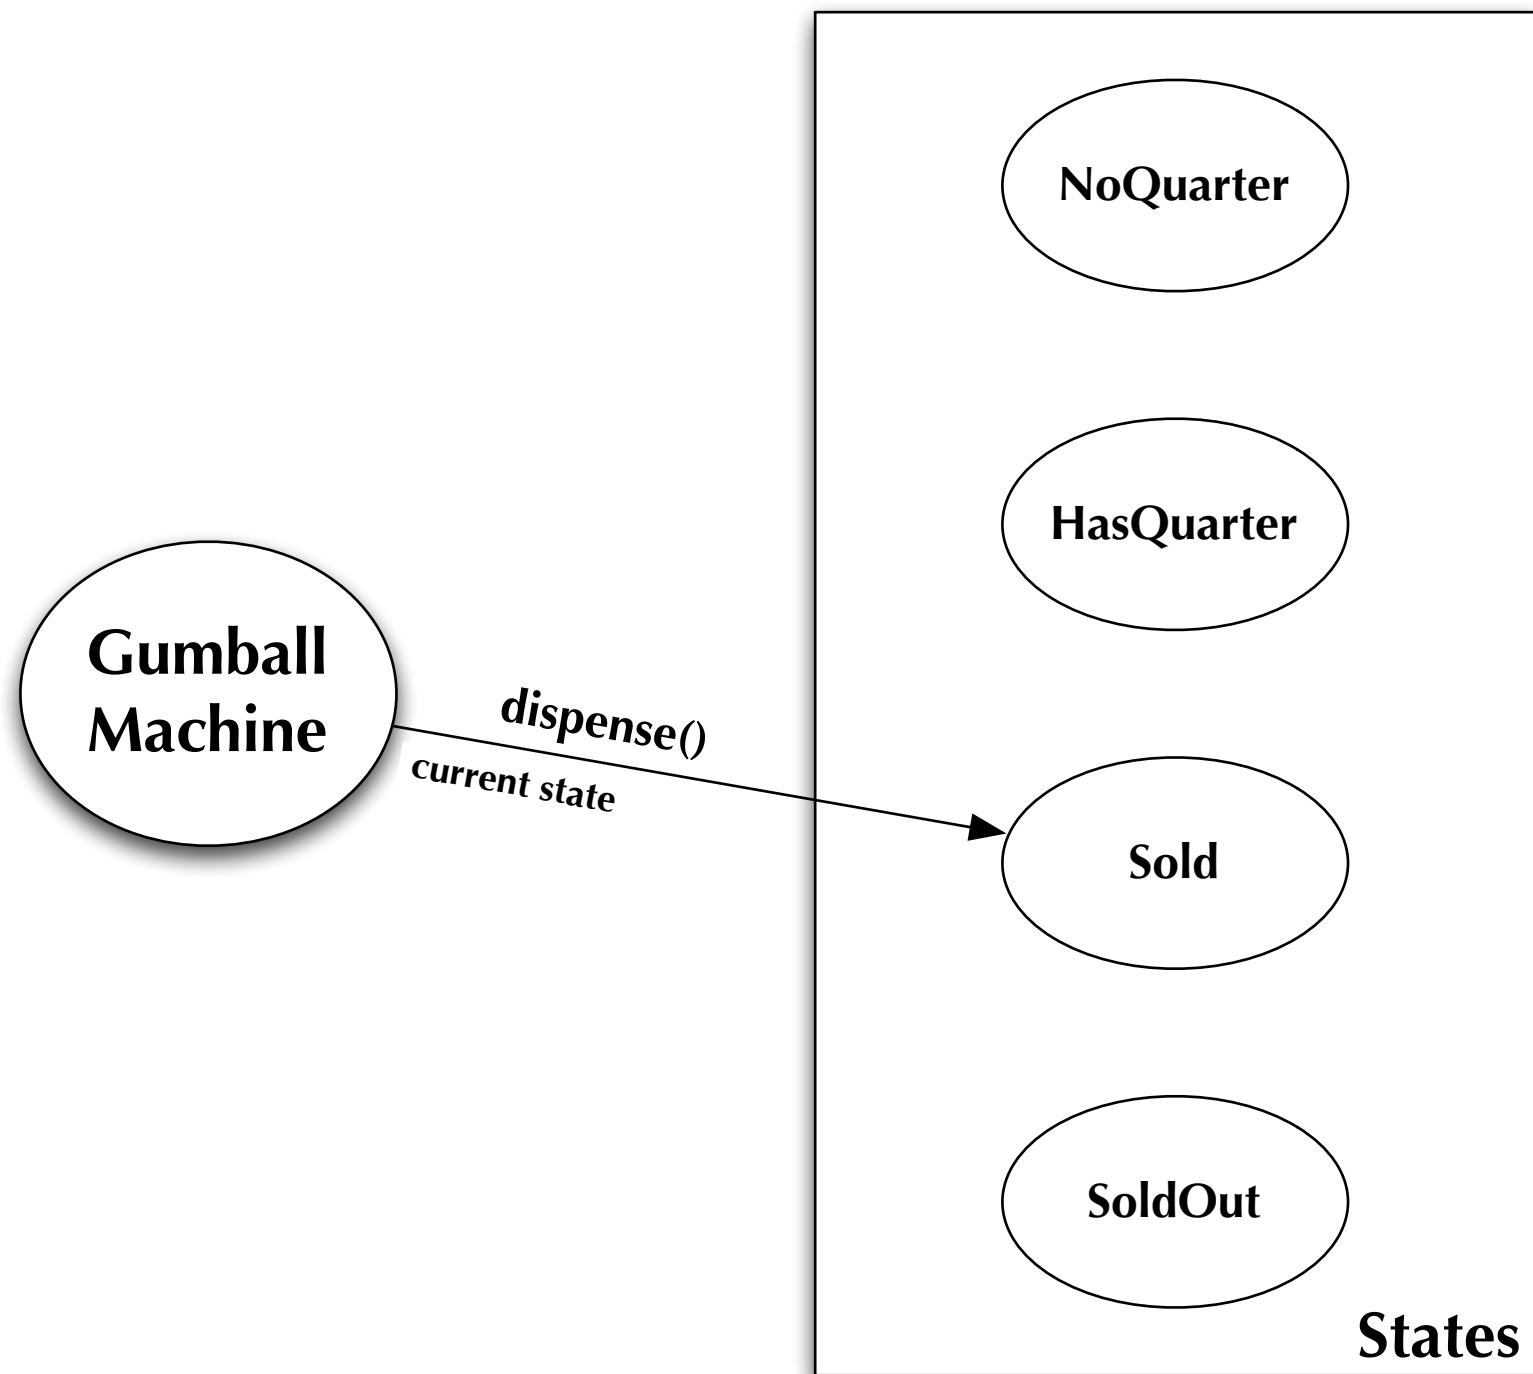 NoQuarter
HasQuarter
Gumball
Machine
dispense()
current state
Sold
SoldOut
States